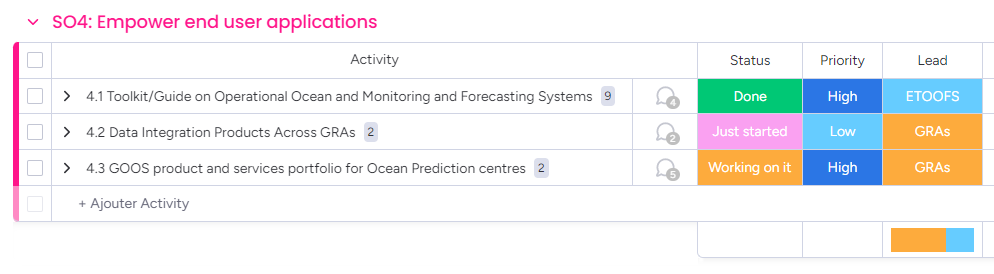 SO4: Empower end user applications
Activity Status Priority Lead
4.1 Toolkit/Guide on Operational Ocean and Monitoring and Forecasting Systems 9 4 Done High ETOOFS
4.2 Data Integration Products Across GRAs 2 2 Just started Low GRAs
4.3 GOOS product and services portfolio for Ocean Prediction centres 2 5 Working on it High GRAs
+ Ajouter Activity